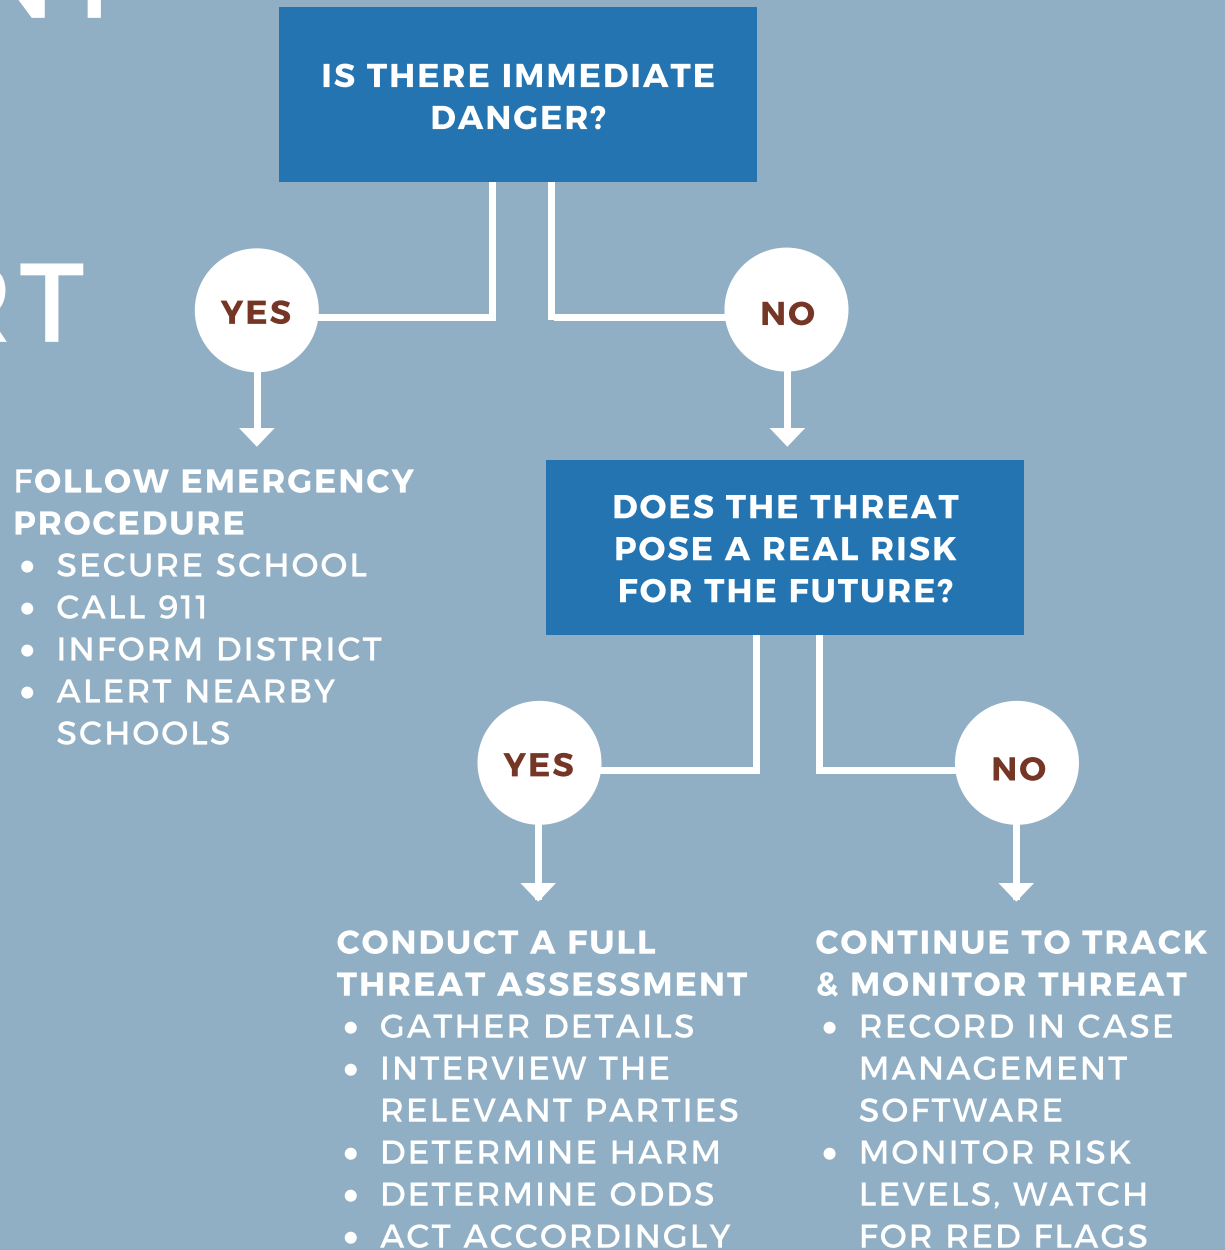 IS THERE IMMEDIATE
DANGER?
YES
NO
FOLLOW EMERGENCY
PROCEDURE
• SECURE SCHOOL
• CALL 911
• INFORM DISTRICT
• ALERT NEARBY
SCHOOLS
DOES THE THREAT
POSE A REAL RISK
FOR THE FUTURE?
YES
NO
CONDUCT A FULL
THREAT ASSESSMENT
• GATHER DETAILS
• INTERVIEW THE
RELEVANT PARTIES
• DETERMINE HARM
• DETERMINE ODDS
• ACT ACCORDINGLY
CONTINUE TO TRACK
& MONITOR THREAT
• RECORD IN CASE
MANAGEMENT
SOFTWARE
• MONITOR RISK
LEVELS, WATCH
FOR RED FLAGS